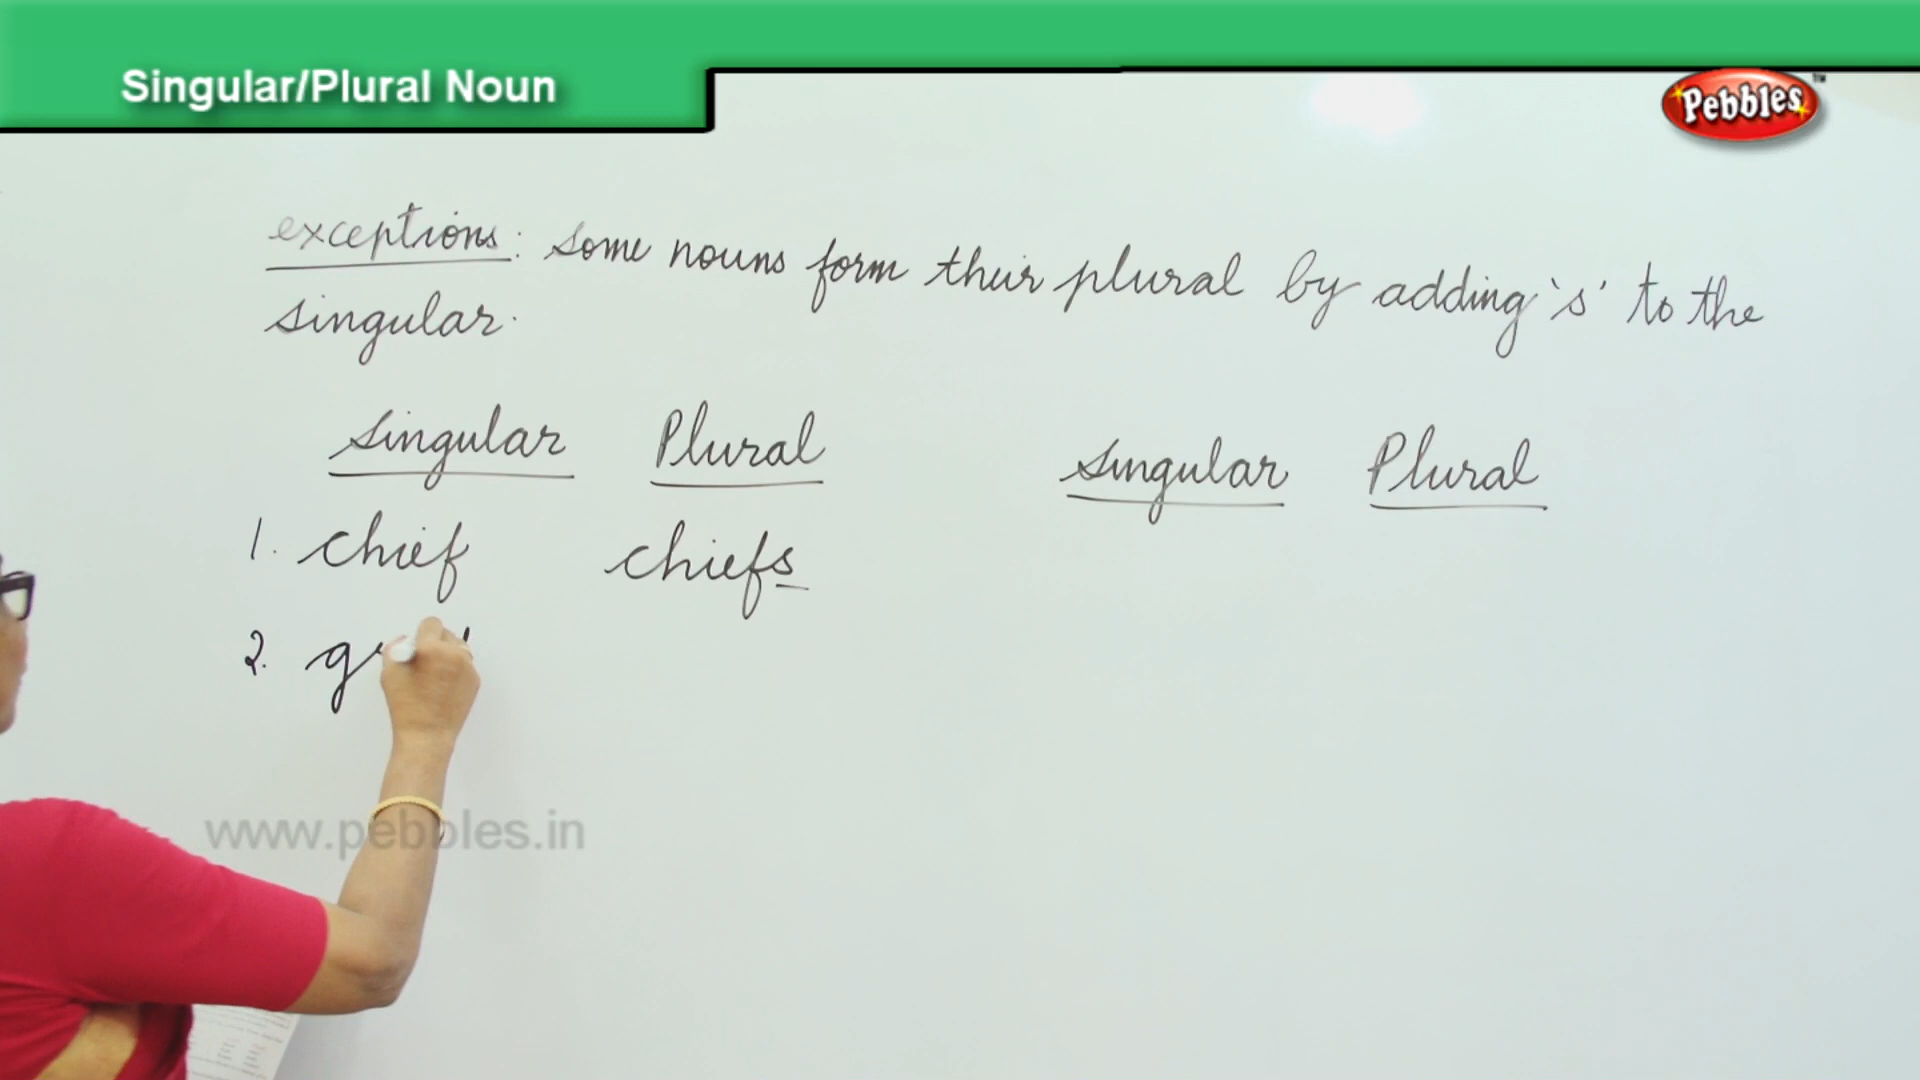 Singular/Plural Noun
Pebbles™
exceptions: some nouns form their plural by adding 's' to the
singular.
Singular Plural Singular Plural
1. chief chiefs
2.
www.pebbles.in